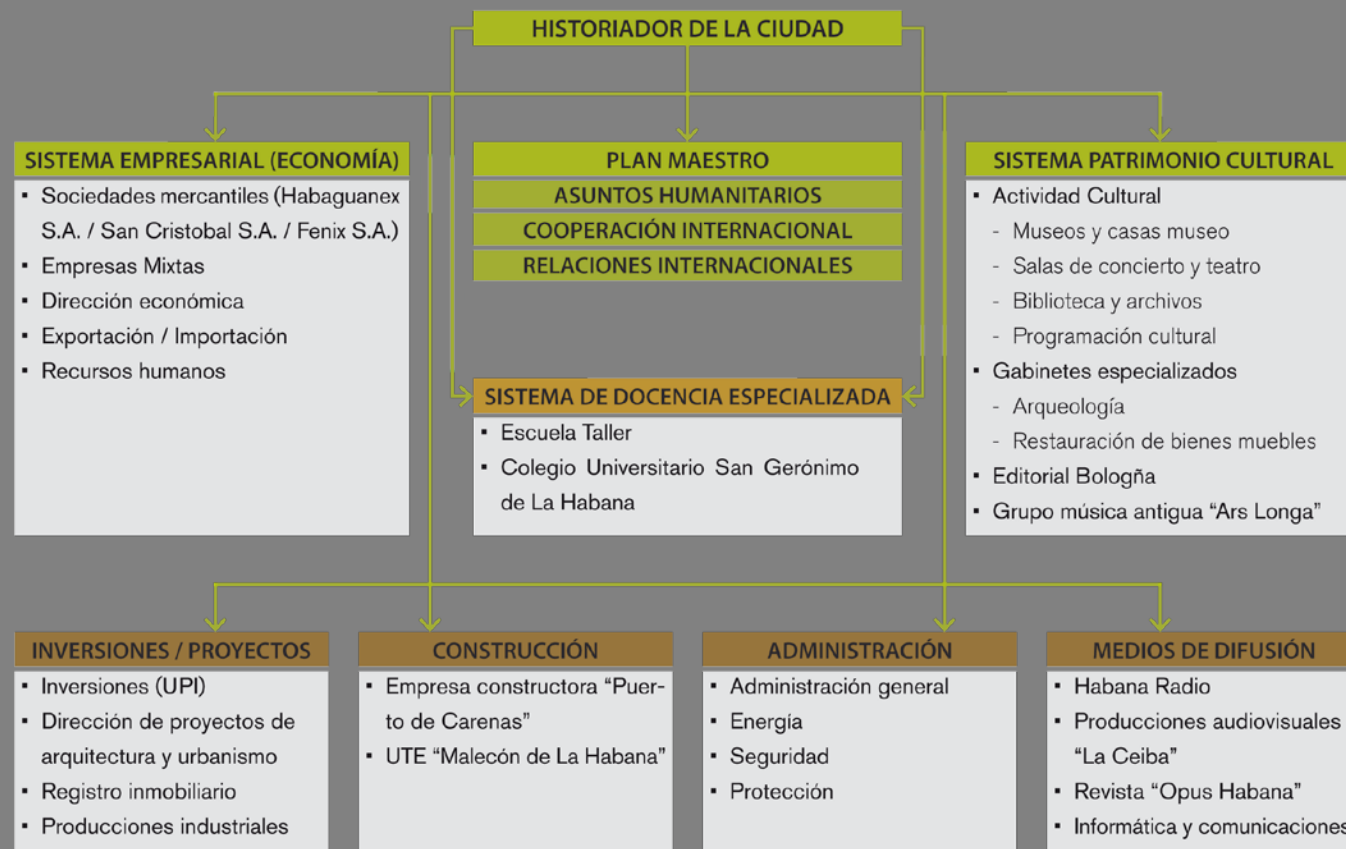 HISTORIADOR DE LA CIUDAD
SISTEMA EMPRESARIAL (ECONOMÍA)
▪ Sociedades mercantiles (Habaguanex
S.A. / San Cristobal S.A. / Fenix S.A.)
▪ Empresas Mixtas
▪ Dirección económica
▪ Exportación / Importación
▪ Recursos humanos
PLAN MAESTRO
ASUNTOS HUMANITARIOS
COOPERACIÓN INTERNACIONAL
RELACIONES INTERNACIONALES
SISTEMA PATRIMONIO CULTURAL
▪ Actividad Cultural
- Museos y casas museo
- Salas de concierto y teatro
- Biblioteca y archivos
- Programación cultural
▪ Gabinetes especializados
- Arqueología
- Restauración de bienes muebles
▪ Editorial Bologña
▪ Grupo música antigua “Ars Longa”
SISTEMA DE DOCENCIA ESPECIALIZADA
▪ Escuela Taller
▪ Colegio Universitario San Gerónimo
de La Habana
INVERSIONES / PROYECTOS
▪ Inversiones (UPI)
▪ Dirección de proyectos de
arquitectura y urbanismo
▪ Registro inmobiliario
▪ Producciones industriales
CONSTRUCCIÓN
▪ Empresa constructora “Puer-
to de Carenas”
▪ UTE “Malecón de La Habana”
ADMINISTRACIÓN
▪ Administración general
▪ Energía
▪ Seguridad
▪ Protección
MEDIOS DE DIFUSIÓN
▪ Habana Radio
▪ Producciones audiovisuales
“La Ceiba”
▪ Revista “Opus Habana”
▪ Informática y comunicaciones